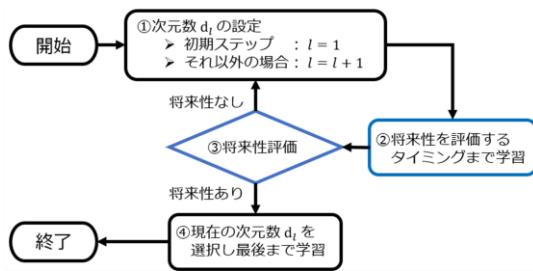 開始
①次元数 d_l の設定
➢ 初期ステップ ： l = 1
➢ それ以外の場合： l = l + 1
将来性なし
③将来性評価
②将来性を評価する
タイミングまで学習
将来性あり
④現在の次元数 d_l を
選択し最後まで学習
終了